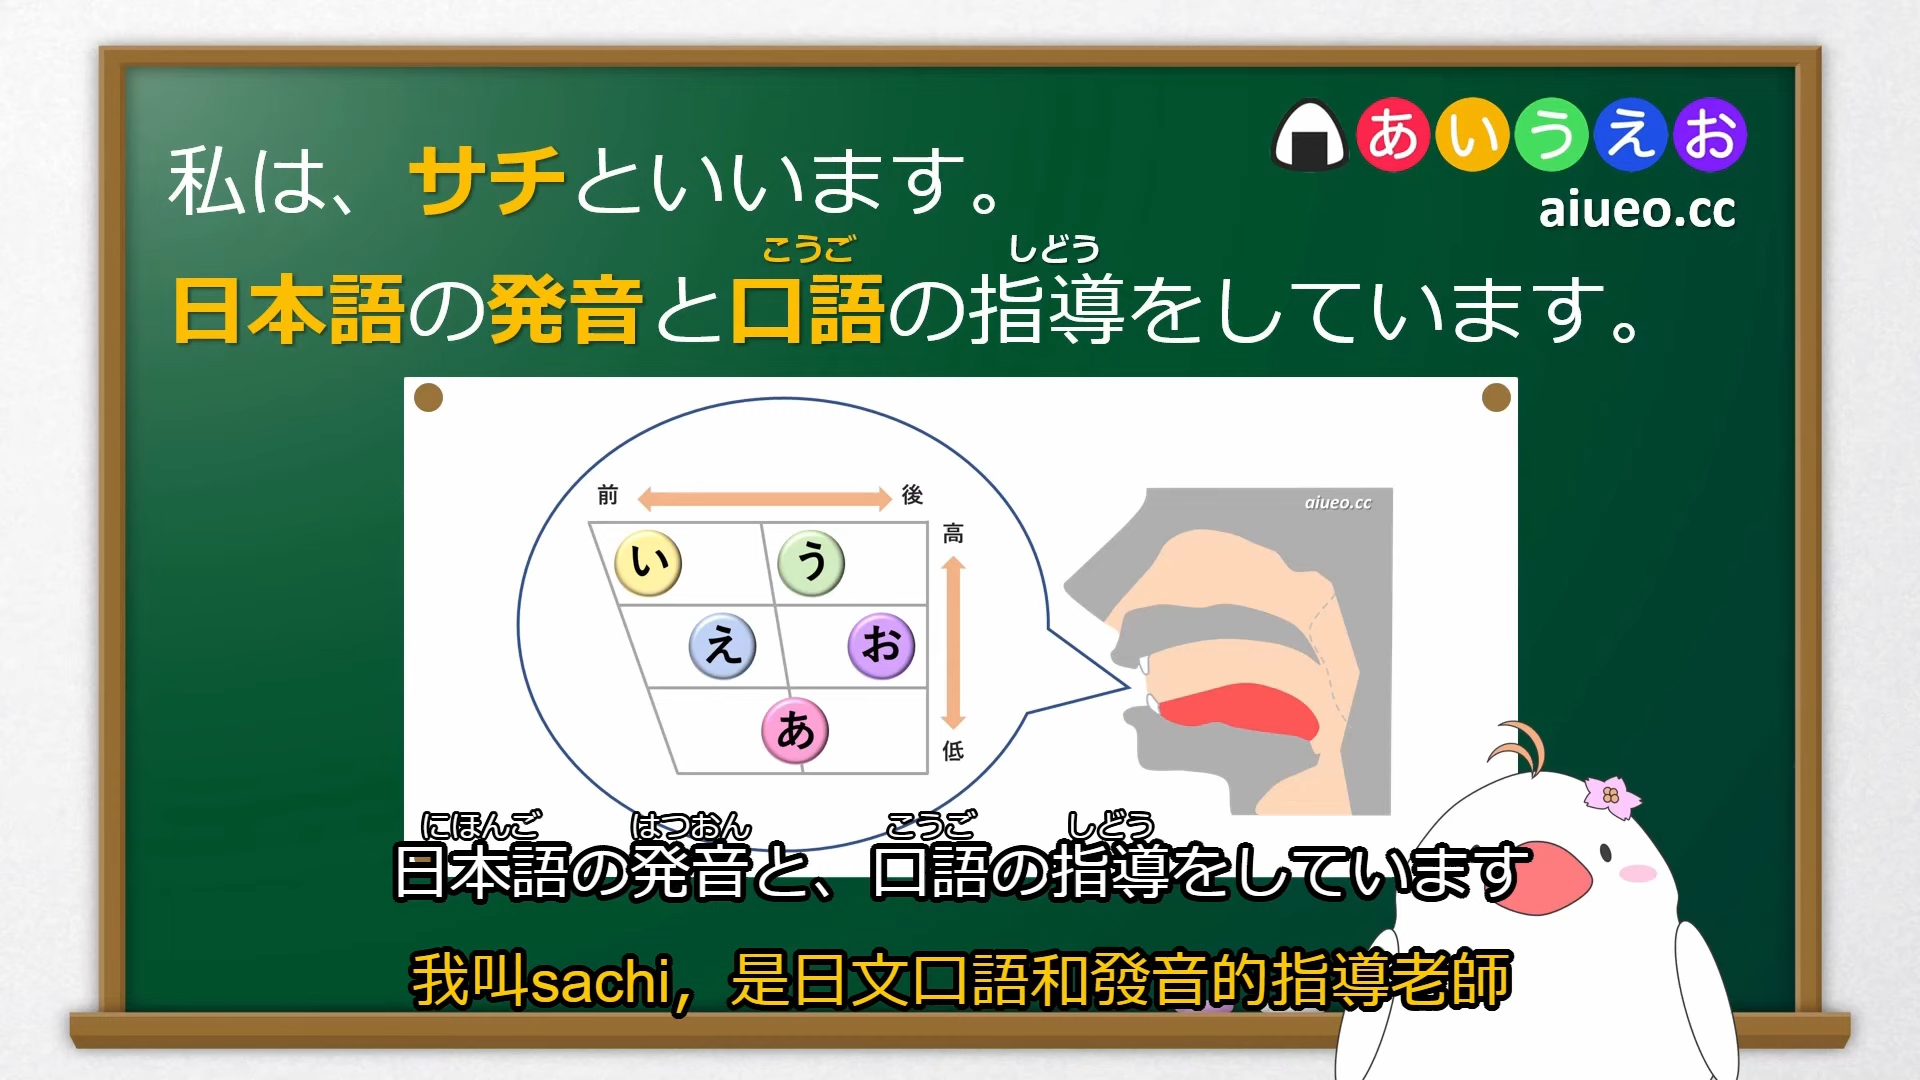 あいうえお
aiueo.cc
私は、サチといいます。
こうご しどう
日本語の発音と口語の指導をしています。
前 後
aiueo.cc
高
い う
え お
あ
低
にほんご はつおん こうご しどう
日本語の発音と、口語の指導をしています
我叫sachi，是日文口語和發音的指導老師